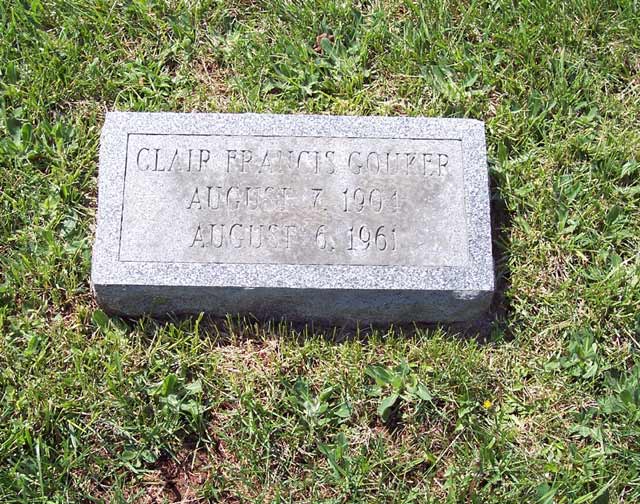 CLAIR FRANCIS GOUKER
AUGUST 7, 1904
AUGUST 6, 1961